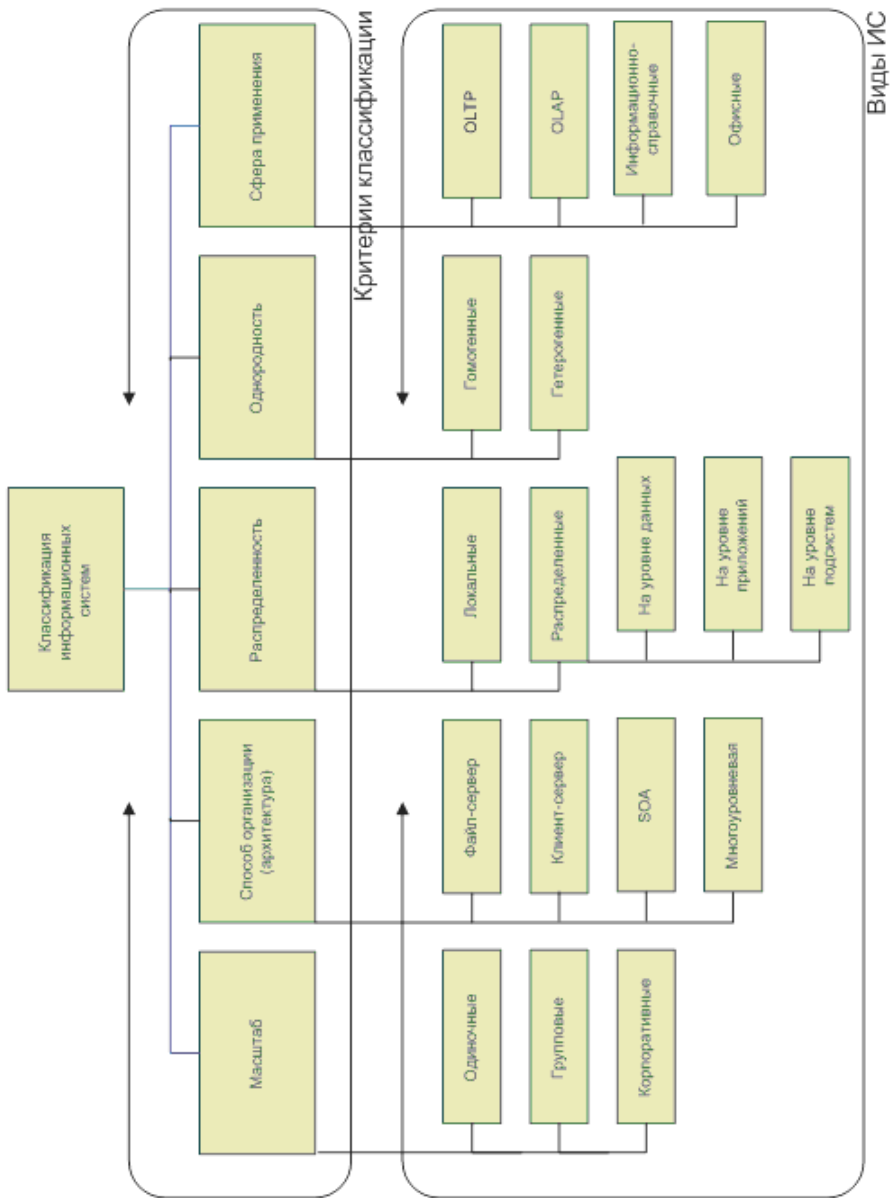 Классификация
информационных
систем
Масштаб
Способ организации
(архитектура)
Распределенность
Однородность
Сфера применения
Критерии классификации
Одиночные
Групповые
Корпоративные
Файл-сервер
Клиент-сервер
SOA
Многоуровневая
Локальные
Распределенные
На уровне данных
На уровне
приложений
На уровне
подсистем
Гомогенные
Гетерогенные
OLTP
OLAP
Информационно-
справочные
Офисные
Виды ИС